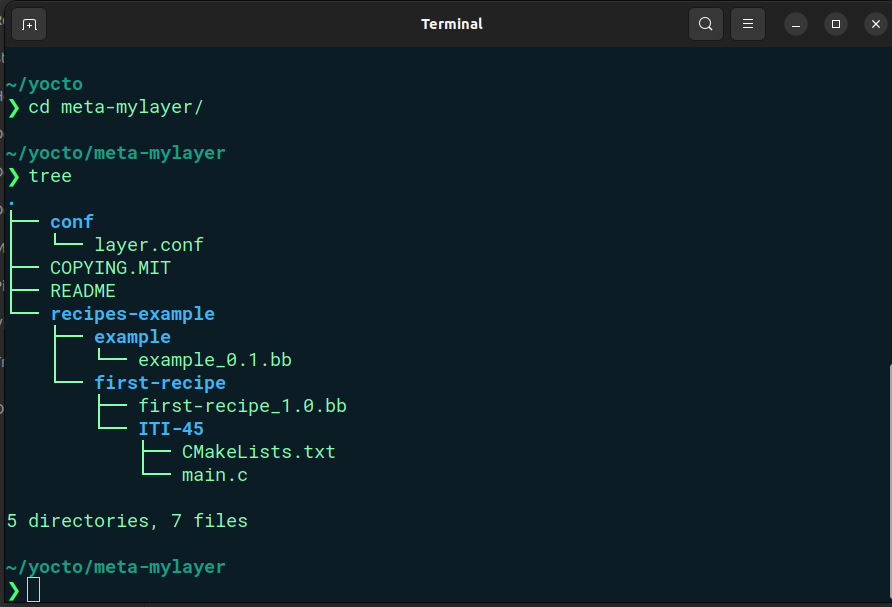 Terminal
~/yocto
❯ cd meta-mylayer/
~/yocto/meta-mylayer
❯ tree
.
├── conf
│   └── layer.conf
├── COPYING.MIT
├── README
└── recipes-example
    ├── example
    │   └── example_0.1.bb
    └── first-recipe
        ├── first-recipe_1.0.bb
        └── ITI-45
            ├── CMakeLists.txt
            └── main.c
5 directories, 7 files
~/yocto/meta-mylayer
❯